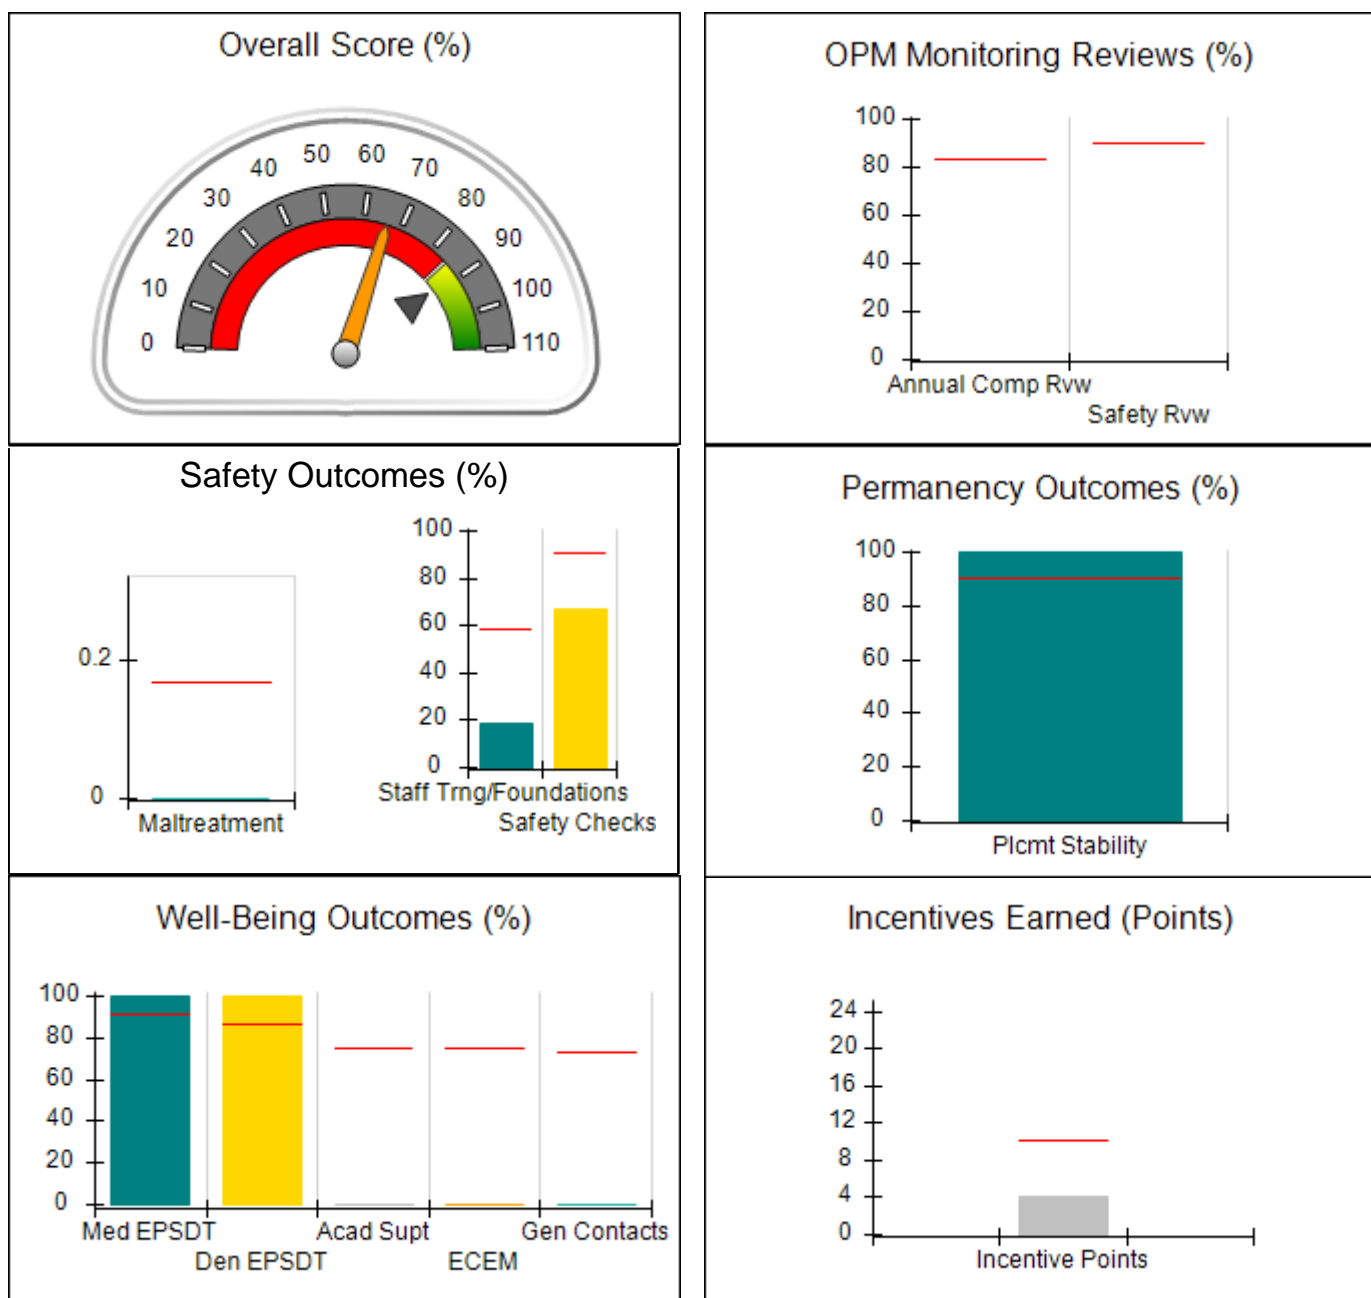 Overall Score (%)
0
10
20
30
40
50
60
70
80
90
100
110
OPM Monitoring Reviews (%)
100
80
60
40
20
0
Annual Comp Rvw
Safety Rvw
Safety Outcomes (%)
0.2
0
Maltreatment
100
80
60
40
20
0
Staff Trng/Foundations
Safety Checks
Permanency Outcomes (%)
100
80
60
40
20
0
Plcmt Stability
Well-Being Outcomes (%)
100
80
60
40
20
0
Med EPSDT
Den EPSDT
Acad Supt
ECEM
Gen Contacts
Incentives Earned (Points)
24
20
16
12
8
4
0
Incentive Points